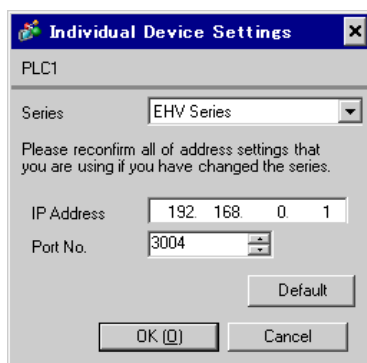 Individual Device Settings
PLC1
Series EHV Series
Please reconfirm all of address settings that
you are using if you have changed the series.
IP Address 192. 168. 0. 1
Port No. 3004
Default
OK (O) Cancel